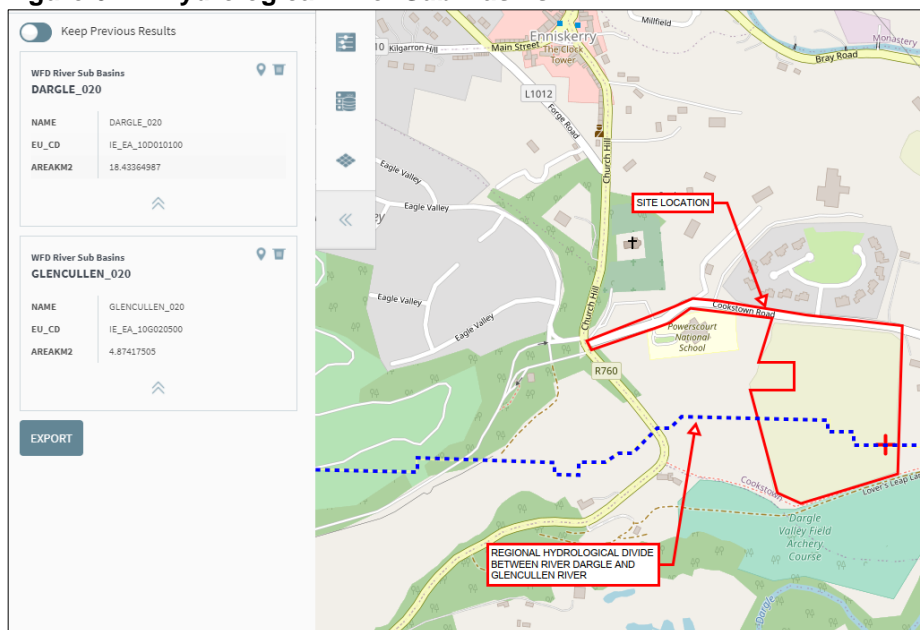 Keep Previous Results
WFD River Sub Basins
DARGLE_020
NAME DARGLE_020
EU_CD IE_EA_10D010100
AREAKM2 18.43364987
WFD River Sub Basins
GLENCULLEN_020
NAME GLENCULLEN_020
EU_CD IE_EA_10G020500
AREAKM2 4.87417505
EXPORT
10
Kilgarron Hill
Main Street
Enniskerry
The Clock
Tower
Millfield
Monastery
Bray Road
L1012
Forge Road
Church Hill
Eagle Valley
Eagle Valley
SITE LOCATION
Eagle Valley
Eagle Valley
Church Hill
Cookstown Road
Powerscourt
National
School
R760
Cookstown
Lover's Leap La
Dargle
Valley Field
Archery
Course
REGIONAL HYDROLOGICAL DIVIDE
BETWEEN RIVER DARGLE AND
GLENCULLEN RIVER
Dargle